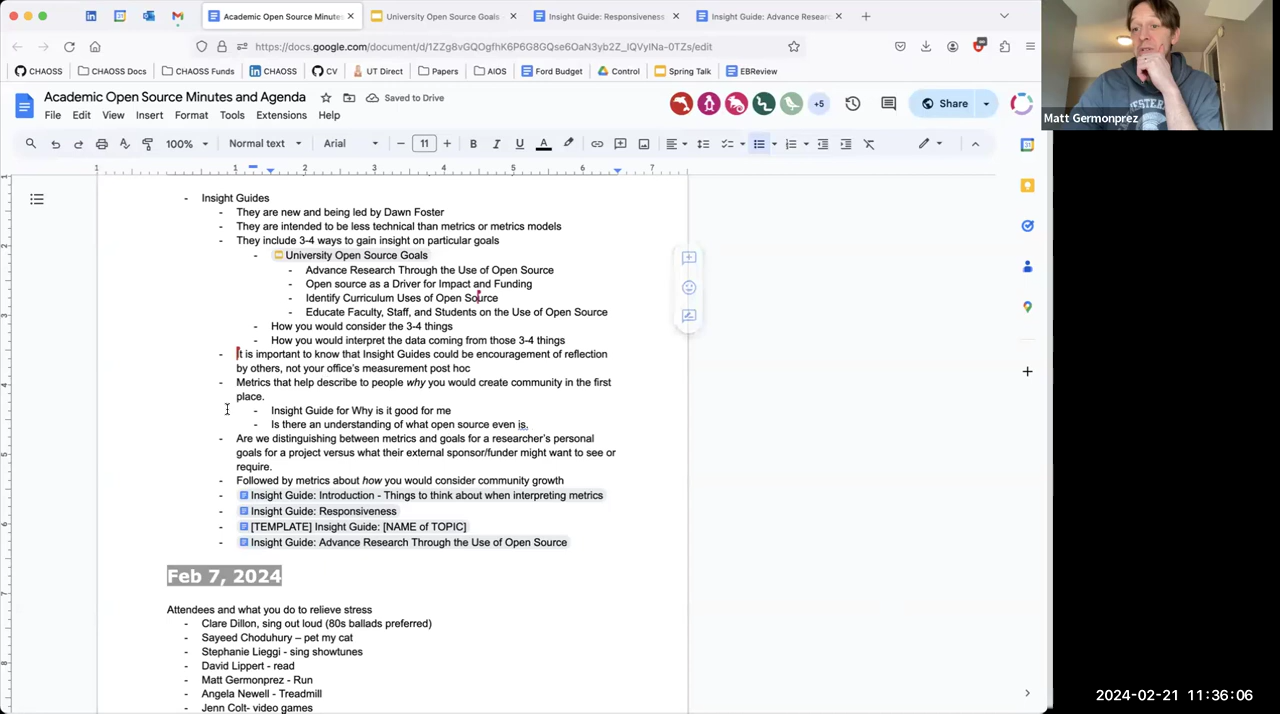 Academic Open Source Minutes
University Open Source Goals
Insight Guide: Responsiveness
Insight Guide: Advance Resear
https://docs.google.com/document/d/1ZZg8vGQOgfhK6P6G8GQse6OaN3yb2Z_lQVyINa-0TZs/edit
CHAOSS
CHAOSS Docs
CHAOSS Funds
CHAOSS
CV
UT Direct
Papers
AIOS
Ford Budget
Control
Spring Talk
EBReview
Academic Open Source Minutes and Agenda
Saved to Drive
File Edit View Insert Format Tools Extensions Help
+5
Share
100%
Normal text
Arial
11
B I U A
1 1 2 3 4 5 6 7
- Insight Guides
- They are new and being led by Dawn Foster
- They are intended to be less technical than metrics or metrics models
- They include 3-4 ways to gain insight on particular goals
- University Open Source Goals
- Advance Research Through the Use of Open Source
- Open source as a Driver for Impact and Funding
- Identify Curriculum Uses of Open Source
- Educate Faculty, Staff, and Students on the Use of Open Source
- How you would consider the 3-4 things
- How you would interpret the data coming from those 3-4 things
- It is important to know that Insight Guides could be encouragement of reflection
by others, not your office's measurement post hoc
- Metrics that help describe to people why you would create community in the first
place.
- Insight Guide for Why is it good for me
- Is there an understanding of what open source even is.
- Are we distinguishing between metrics and goals for a researcher's personal
goals for a project versus what their external sponsor/funder might want to see or
require.
- Followed by metrics about how you would consider community growth
- Insight Guide: Introduction - Things to think about when interpreting metrics
- Insight Guide: Responsiveness
- [TEMPLATE] Insight Guide: [NAME of TOPIC]
- Insight Guide: Advance Research Through the Use of Open Source
Feb 7, 2024
Attendees and what you do to relieve stress
- Clare Dillon, sing out loud (80s ballads preferred)
- Sayeed Choduhury – pet my cat
- Stephanie Lieggi - sing showtunes
- David Lippert - read
- Matt Germonprez - Run
- Angela Newell - Treadmill
- Jenn Colt- video games
Matt Germonprez
2024-02-21 11:36:06